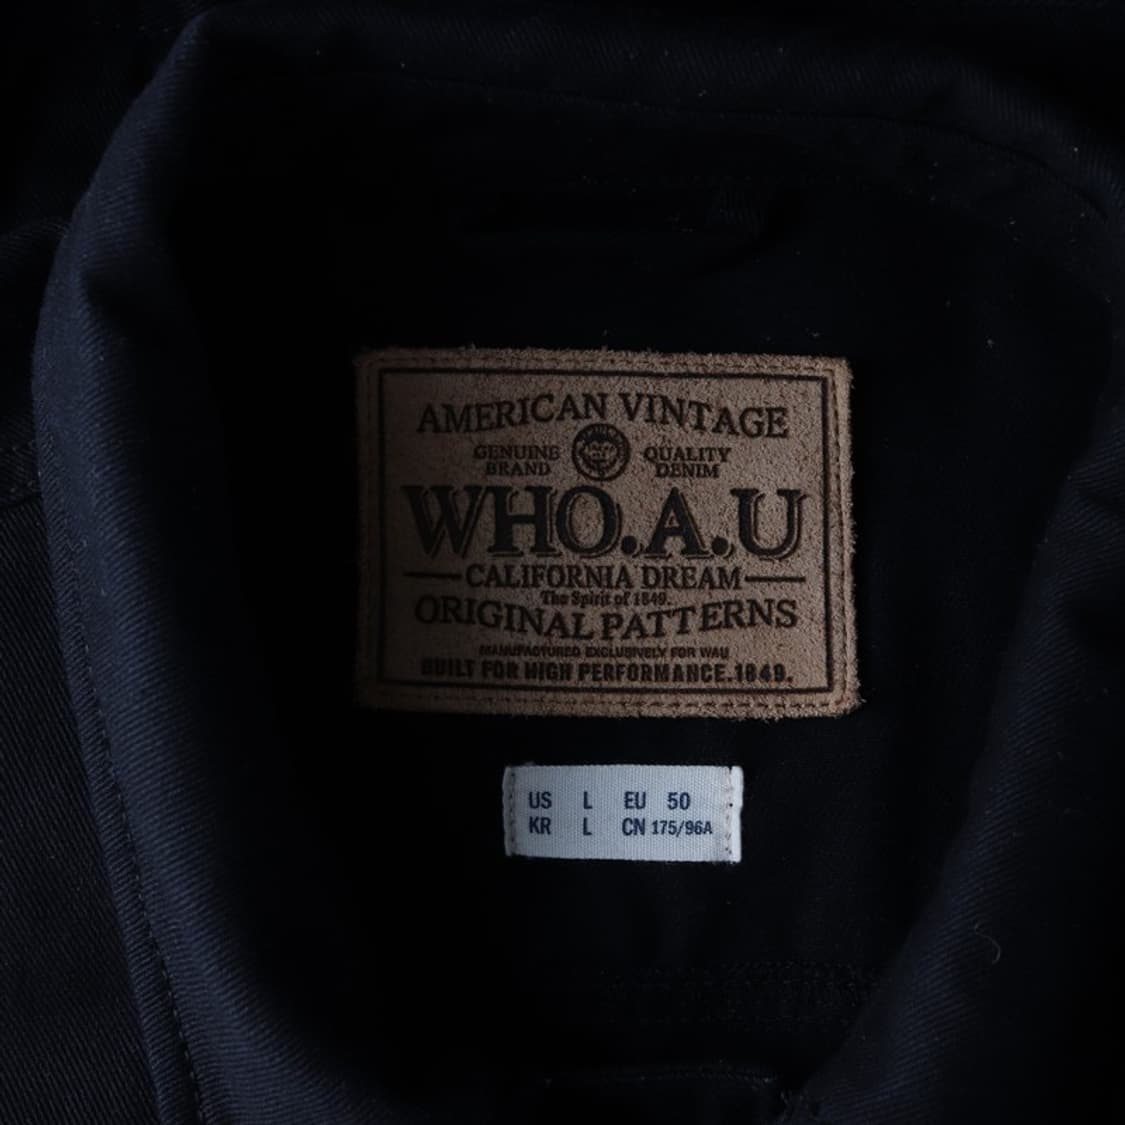 AMERICAN VINTAGE
GENUINE BRAND
QUALITY DENIM
WHO.A.U
CALIFORNIA DREAM
The Spirit of 1849.
ORIGINAL PATTERNS
MANUFACTURED EXCLUSIVELY FOR WAU
BUILT FOR HIGH PERFORMANCE.1849.
US L EU 50
KR L CN 175/96A